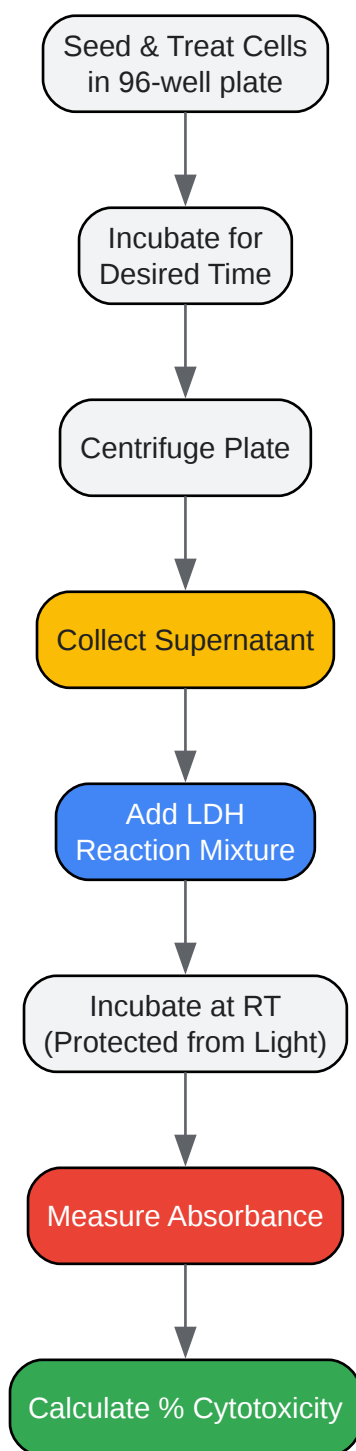 Seed & Treat Cells
in 96-well plate
Incubate for
Desired Time
Centrifuge Plate
Collect Supernatant
Add LDH
Reaction Mixture
Incubate at RT
(Protected from Light)
Measure Absorbance
Calculate % Cytotoxicity